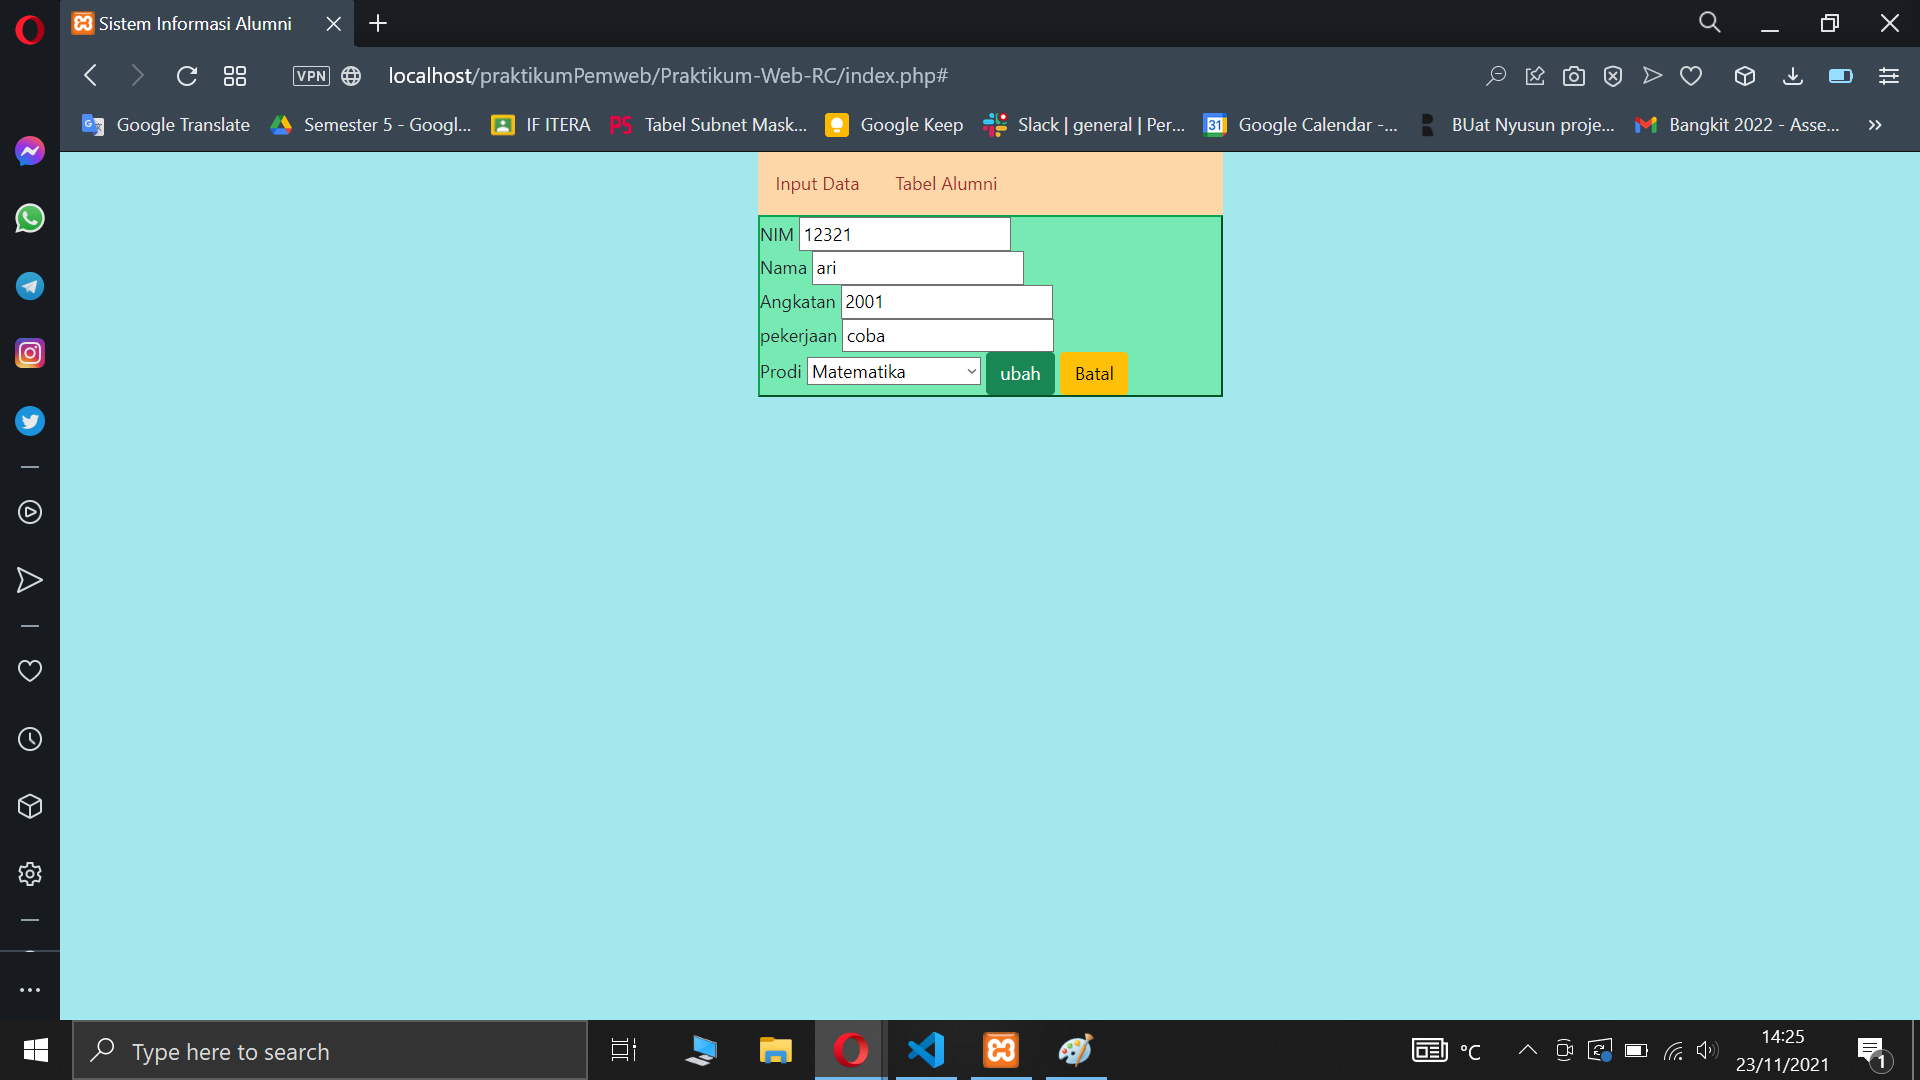 Sistem Informasi Alumni
VPN localhost/praktikumPemweb/Praktikum-Web-RC/index.php#
Google Translate Semester 5 - Googl... IF ITERA PS Tabel Subnet Mask... Google Keep Slack | general | Per... 31 Google Calendar -... BUat Nyusun proje... Bangkit 2022 - Asse... »
Input Data Tabel Alumni
NIM 12321
Nama ari
Angkatan 2001
pekerjaan coba
Prodi Matematika ubah Batal
Type here to search
°C
14:25
23/11/2021
1